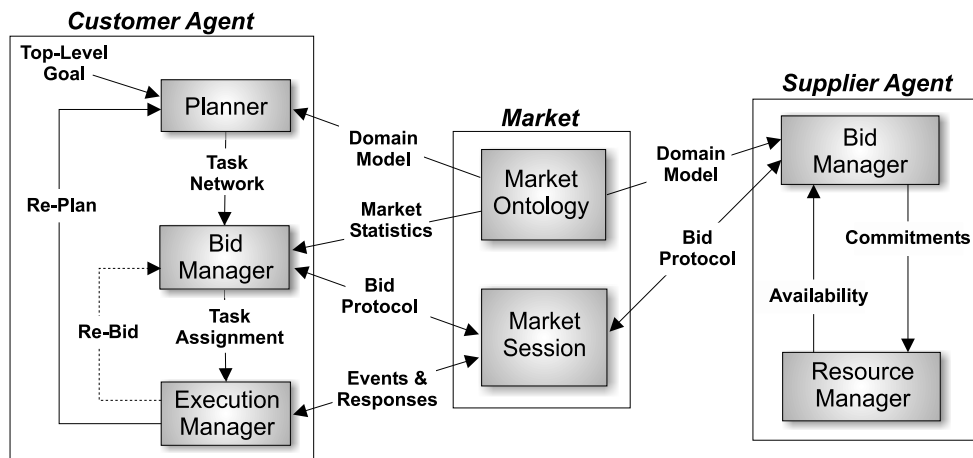 Customer Agent
Top-Level
Goal
Planner
Task
Network
Re-Plan
Bid
Manager
Re-Bid
Task
Assignment
Execution
Manager
Domain
Model
Market
Statistics
Bid
Protocol
Events &
Responses
Market
Market
Ontology
Market
Session
Domain
Model
Bid
Protocol
Supplier Agent
Bid
Manager
Commitments
Availability
Resource
Manager